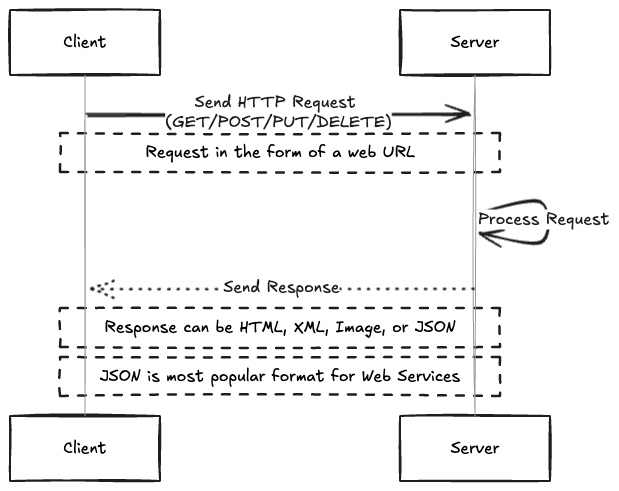 Client
Server
Send HTTP Request
(GET/POST/PUT/DELETE)
Request in the form of a web URL
Process Request
Send Response
Response can be HTML, XML, Image, or JSON
JSON is most popular format for Web Services
Client
Server